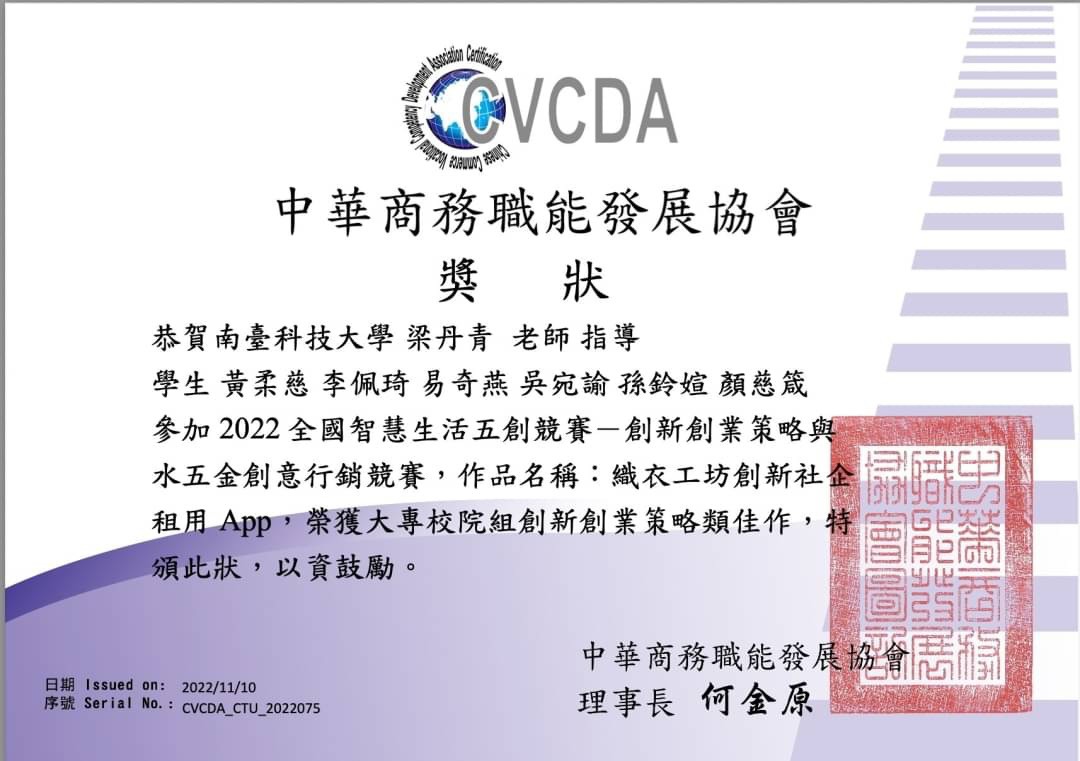 Chinese Commerce Vocational Competency Development Association Certification
CVCDA
中華商務職能發展協會
獎 狀
恭賀南臺科技大學 梁丹青 老師 指導
學生 黃柔慈 李佩琦 易奇燕 吳宛諭 孫鈴媗 顏慈箴
參加 2022 全國智慧生活五創競賽－創新創業策略與
水五金創意行銷競賽，作品名稱：織衣工坊創新社企
租用 App，榮獲大專校院組創新創業策略類佳作，特
頒此狀，以資鼓勵。
中華商務職能發展協會圖記
中華商務職能發展協會
理事長 何金原
日期 Issued on: 2022/11/10
序號 Serial No.: CVCDA_CTU_2022075